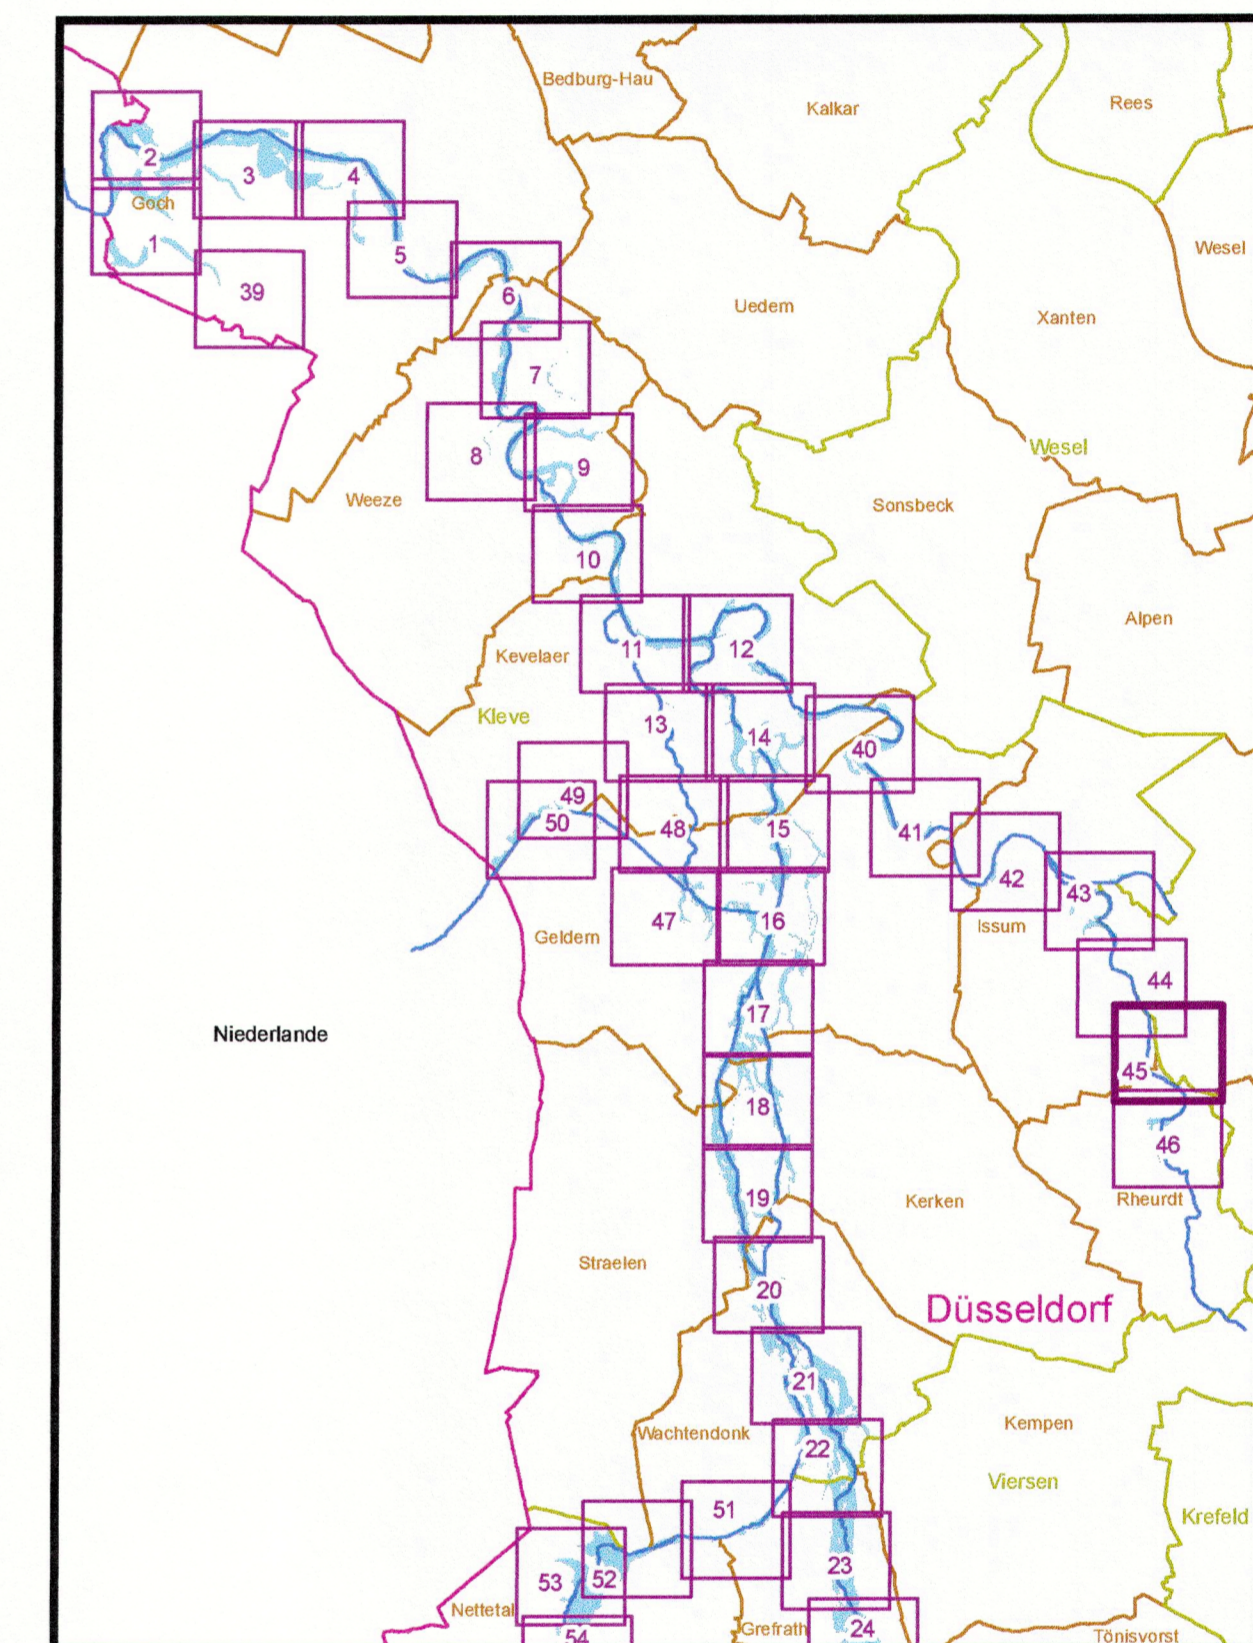 Bedburg-Hau
Kalkar
Rees
2
3
4
Goch
1
5
Wesel
39
6
Uedem
Xanten
7
8
9
Wesel
Weeze
Sonsbeck
10
Alpen
11
12
Kevelaer
Kleve
13
14
40
49
50
48
15
41
42
43
47
16
Issum
Geldern
44
17
Niederlande
45
18
46
19
Kerken
Rheurdt
Straelen
20
Düsseldorf
21
Kempen
Wachtendonk
22
Viersen
51
Krefeld
23
53
52
Nettetal
Grefrath
24
Tönisvorst
54